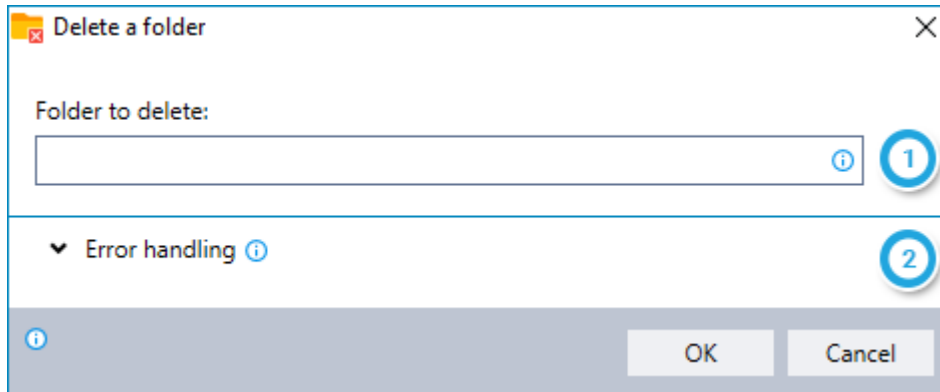 Delete a folder
Folder to delete:
1
Error handling
2
OK Cancel